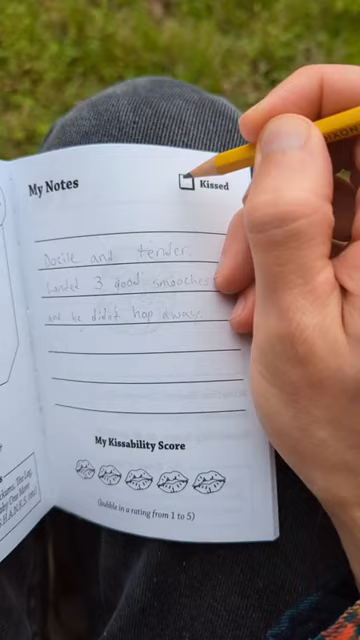 My Notes
Kissed
Docile and tender.
Landed 3 good smooches
and he didn't hop away.
My Kissability Score
(bubble in a rating from 1 to 5)
DIXON